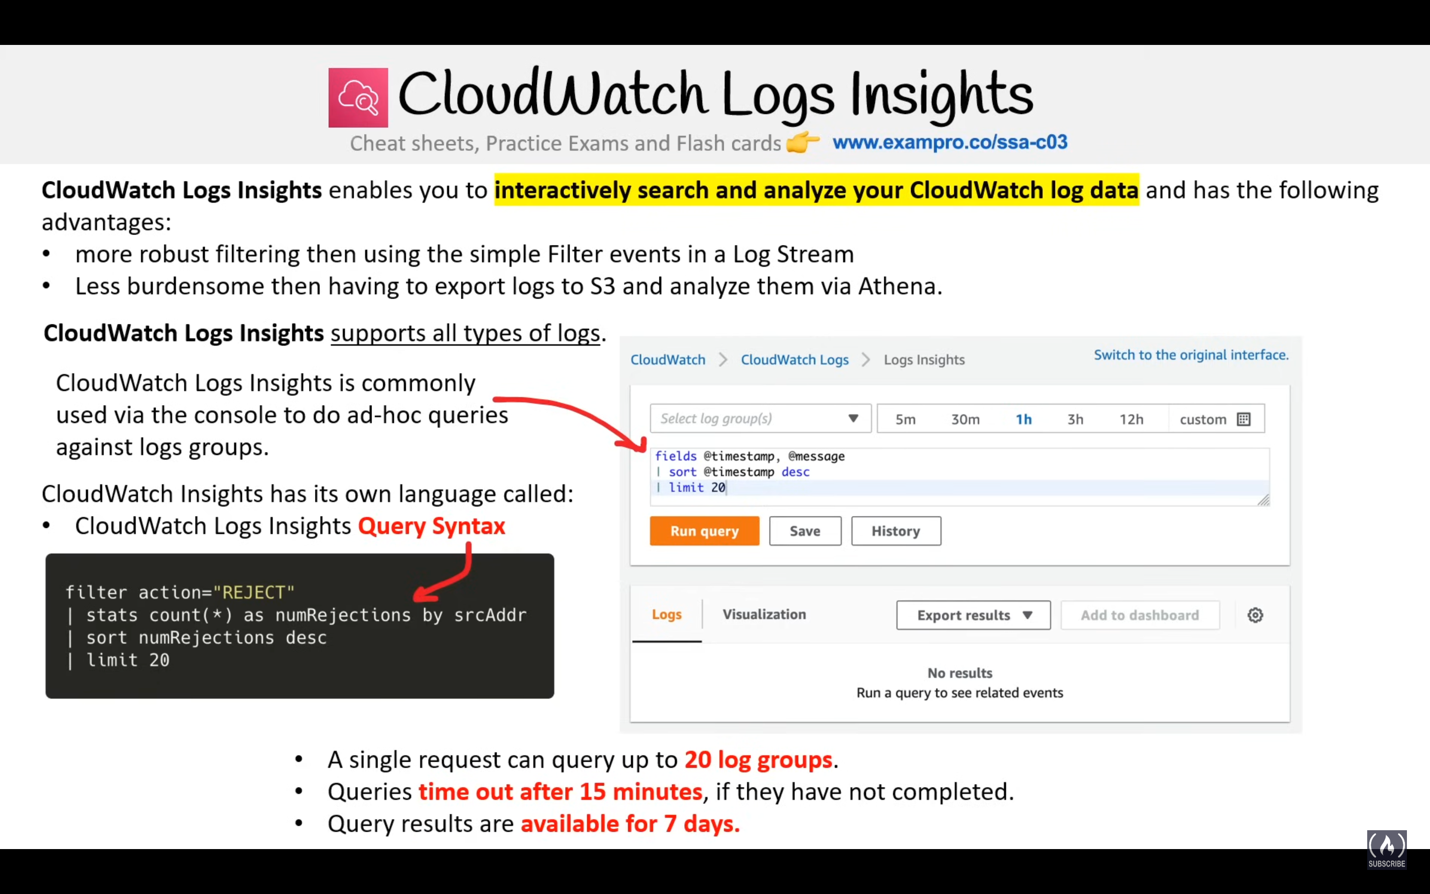 CloudWatch Logs Insights
Cheat sheets, Practice Exams and Flash cards 👉 www.exampro.co/ssa-c03
CloudWatch Logs Insights enables you to interactively search and analyze your CloudWatch log data and has the following
advantages:
• more robust filtering then using the simple Filter events in a Log Stream
• Less burdensome then having to export logs to S3 and analyze them via Athena.
CloudWatch Logs Insights supports all types of logs.
CloudWatch Logs Insights is commonly
used via the console to do ad-hoc queries
against logs groups.
CloudWatch Insights has its own language called:
• CloudWatch Logs Insights Query Syntax
filter action="REJECT"
| stats count(*) as numRejections by srcAddr
| sort numRejections desc
| limit 20
CloudWatch > CloudWatch Logs > Logs Insights
Switch to the original interface.
Select log group(s) 5m 30m 1h 3h 12h custom
fields @timestamp, @message
| sort @timestamp desc
| limit 20
Run query Save History
Logs Visualization Export results Add to dashboard
No results
Run a query to see related events
• A single request can query up to 20 log groups.
• Queries time out after 15 minutes, if they have not completed.
• Query results are available for 7 days.
SUBSCRIBE